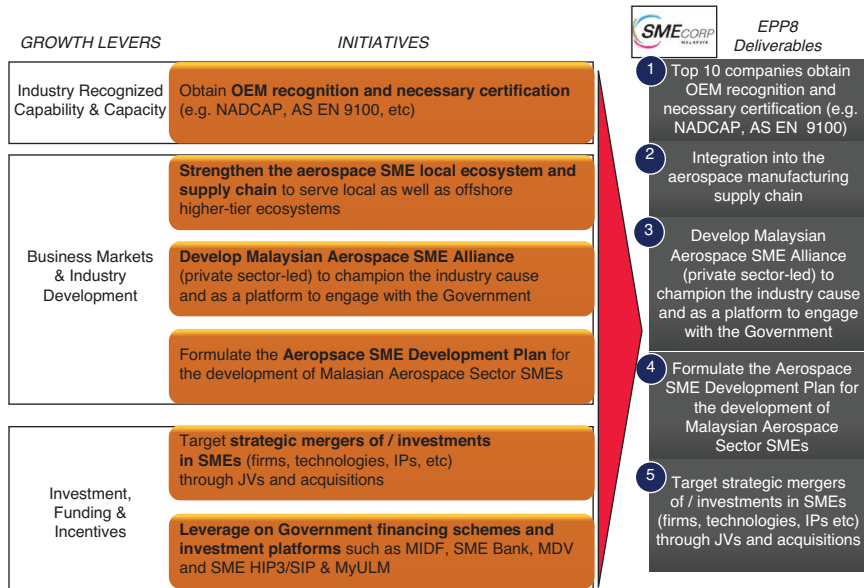 GROWTH LEVERS
INITIATIVES
SMECORP
MALAYSIA
EPP8
Deliverables
Industry Recognized
Capability & Capacity
Obtain OEM recognition and necessary certification
(e.g. NADCAP, AS EN 9100, etc)
Business Markets
& Industry
Development
Strengthen the aerospace SME local ecosystem and
supply chain to serve local as well as offshore
higher-tier ecosystems
Develop Malaysian Aerospace SME Alliance
(private sector-led) to champion the industry cause
and as a platform to engage with the Government
Formulate the Aeropsace SME Development Plan for
the development of Malasian Aerospace Sector SMEs
Investment,
Funding &
Incentives
Target strategic mergers of / investments
in SMEs (firms, technologies, IPs, etc)
through JVs and acquisitions
Leverage on Government financing schemes and
investment platforms such as MIDF, SME Bank, MDV
and SME HIP3/SIP & MyULM
1
Top 10 companies obtain
OEM recognition and
necessary certification (e.g.
NADCAP, AS EN 9100)
2
Integration into the
aerospace manufacturing
supply chain
3
Develop Malaysian
Aerospace SME Alliance
(private sector-led) to
champion the industry cause
and as a platform to engage
with the Government
4
Formulate the Aerospace
SME Development Plan for
the development of
Malaysian Aerospace
Sector SMEs
5
Target strategic mergers
of / investments in SMEs
(firms, technologies, IPs etc)
through JVs and acquisitions